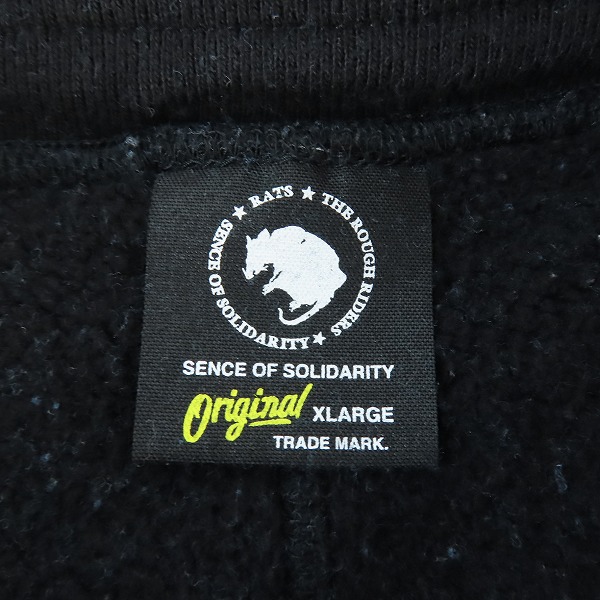 ★ RATS ★ THE ROUGH RIDERS ★ SENCE OF SOLIDARITY
SENCE OF SOLIDARITY
Original XLARGE
TRADE MARK.